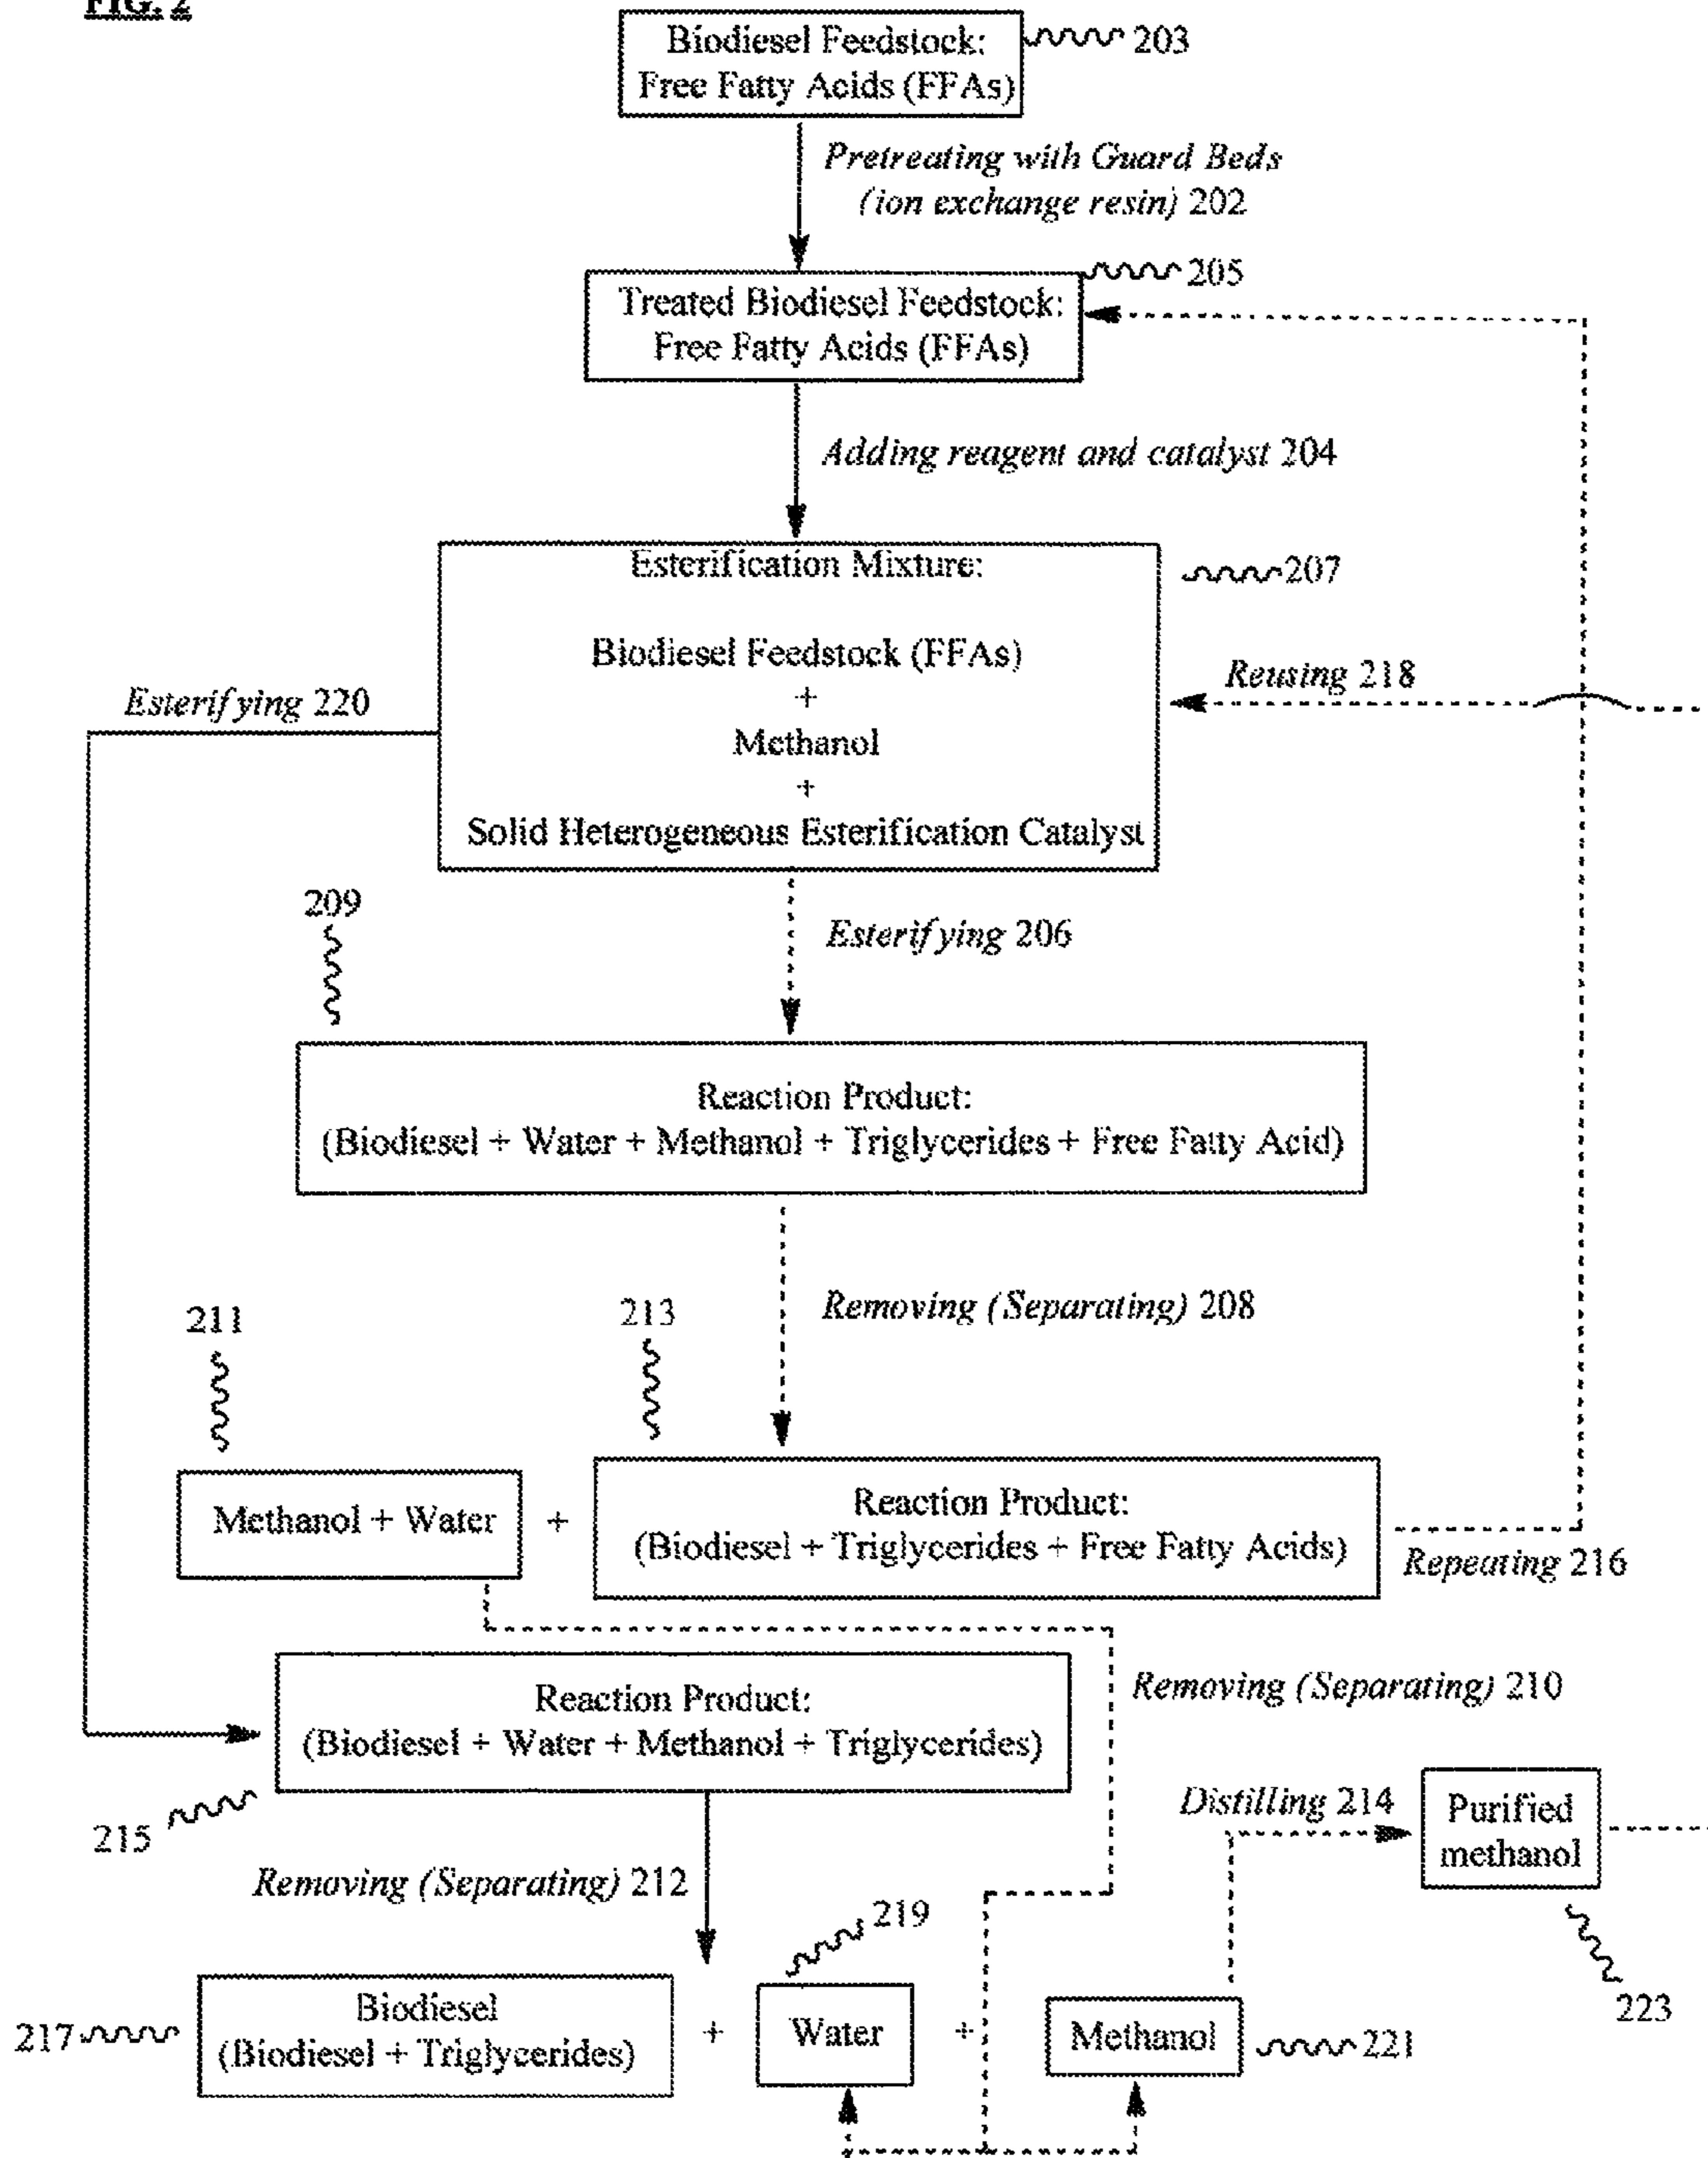 FIG. 2
Biodiesel Feedstock:
Free Fatty Acids (FFAs)
203
Pretreating with Guard Beds
(ion exchange resin) 202
205
Treated Biodiesel Feedstock:
Free Fatty Acids (FFAs)
Adding reagent and catalyst 204
Esterification Mixture:
207
Biodiesel Feedstock (FFAs)
+
Methanol
+
Solid Heterogeneous Esterification Catalyst
Reusing 218
Esterifying 220
209
Esterifying 206
Reaction Product:
(Biodiesel + Water + Methanol + Triglycerides + Free Fatty Acid)
Removing (Separating) 208
211
213
Methanol + Water
+
Reaction Product:
(Biodiesel + Triglycerides + Free Fatty Acids)
Repeating 216
Reaction Product:
(Biodiesel + Water + Methanol + Triglycerides)
Removing (Separating) 210
215
Distilling 214
Purified
methanol
Removing (Separating) 212
219
223
217
Biodiesel
(Biodiesel + Triglycerides)
+
Water
+
Methanol
221